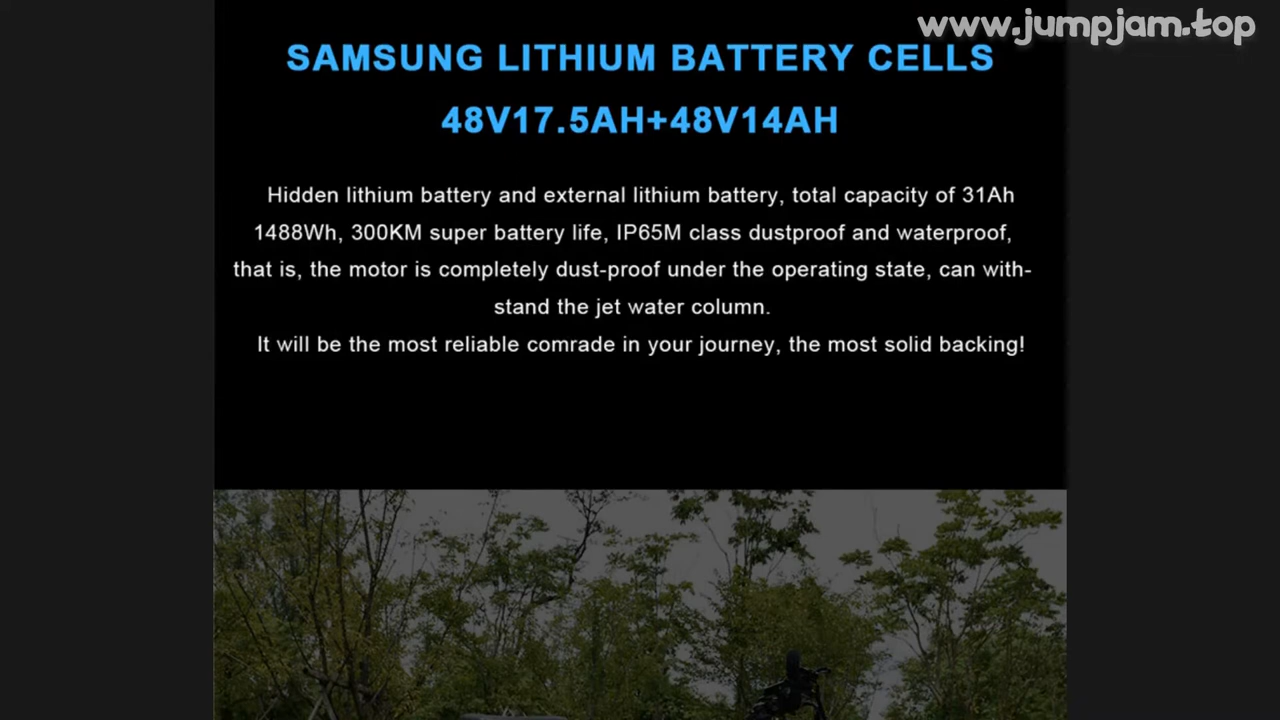 www.jumpjam.top
SAMSUNG LITHIUM BATTERY CELLS
48V17.5AH+48V14AH
Hidden lithium battery and external lithium battery, total capacity of 31Ah
1488Wh, 300KM super battery life, IP65M class dustproof and waterproof,
that is, the motor is completely dust-proof under the operating state, can with-
stand the jet water column.
It will be the most reliable comrade in your journey, the most solid backing!